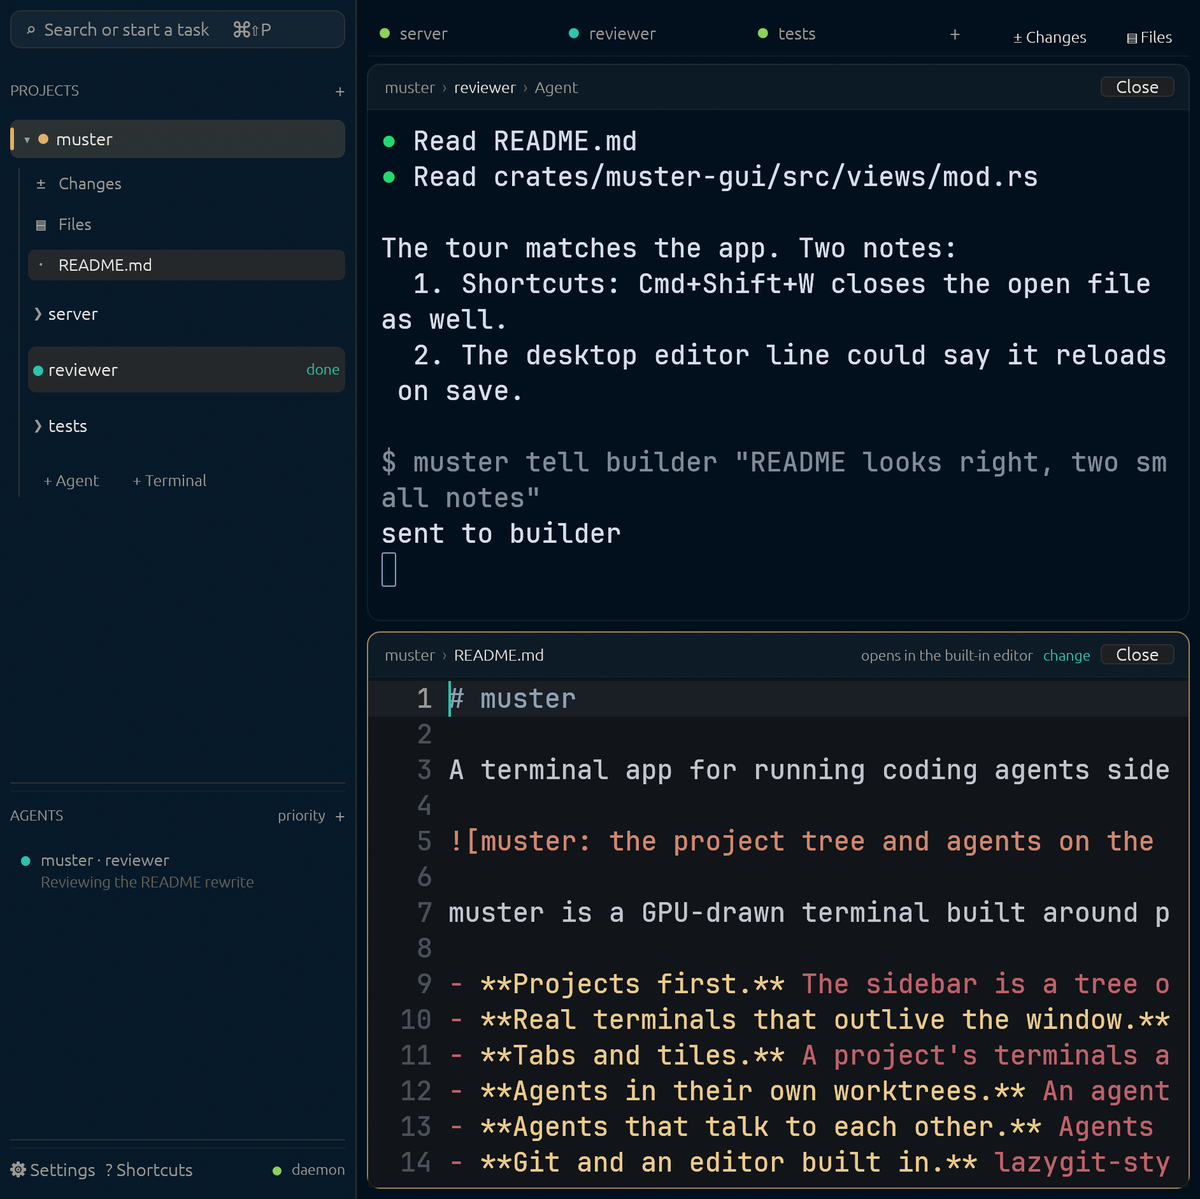 Search or start a task ⌘⇧P
PROJECTS +
muster
± Changes
Files
README.md
❯ server
reviewer done
❯ tests
+ Agent + Terminal
AGENTS priority +
muster · reviewer
Reviewing the README rewrite
Settings ? Shortcuts daemon
server reviewer tests + ± Changes Files
muster › reviewer › Agent Close
● Read README.md
● Read crates/muster-gui/src/views/mod.rs
The tour matches the app. Two notes:
1. Shortcuts: Cmd+Shift+W closes the open file
as well.
2. The desktop editor line could say it reloads
on save.
$ muster tell builder "README looks right, two sm
all notes"
sent to builder
muster › README.md opens in the built-in editor change Close
1 # muster
2
3 A terminal app for running coding agents side
4
5 ![muster: the project tree and agents on the
6
7 muster is a GPU-drawn terminal built around p
8
9 - **Projects first.** The sidebar is a tree o
10 - **Real terminals that outlive the window.**
11 - **Tabs and tiles.** A project's terminals a
12 - **Agents in their own worktrees.** An agent
13 - **Agents that talk to each other.** Agents
14 - **Git and an editor built in.** lazygit-sty